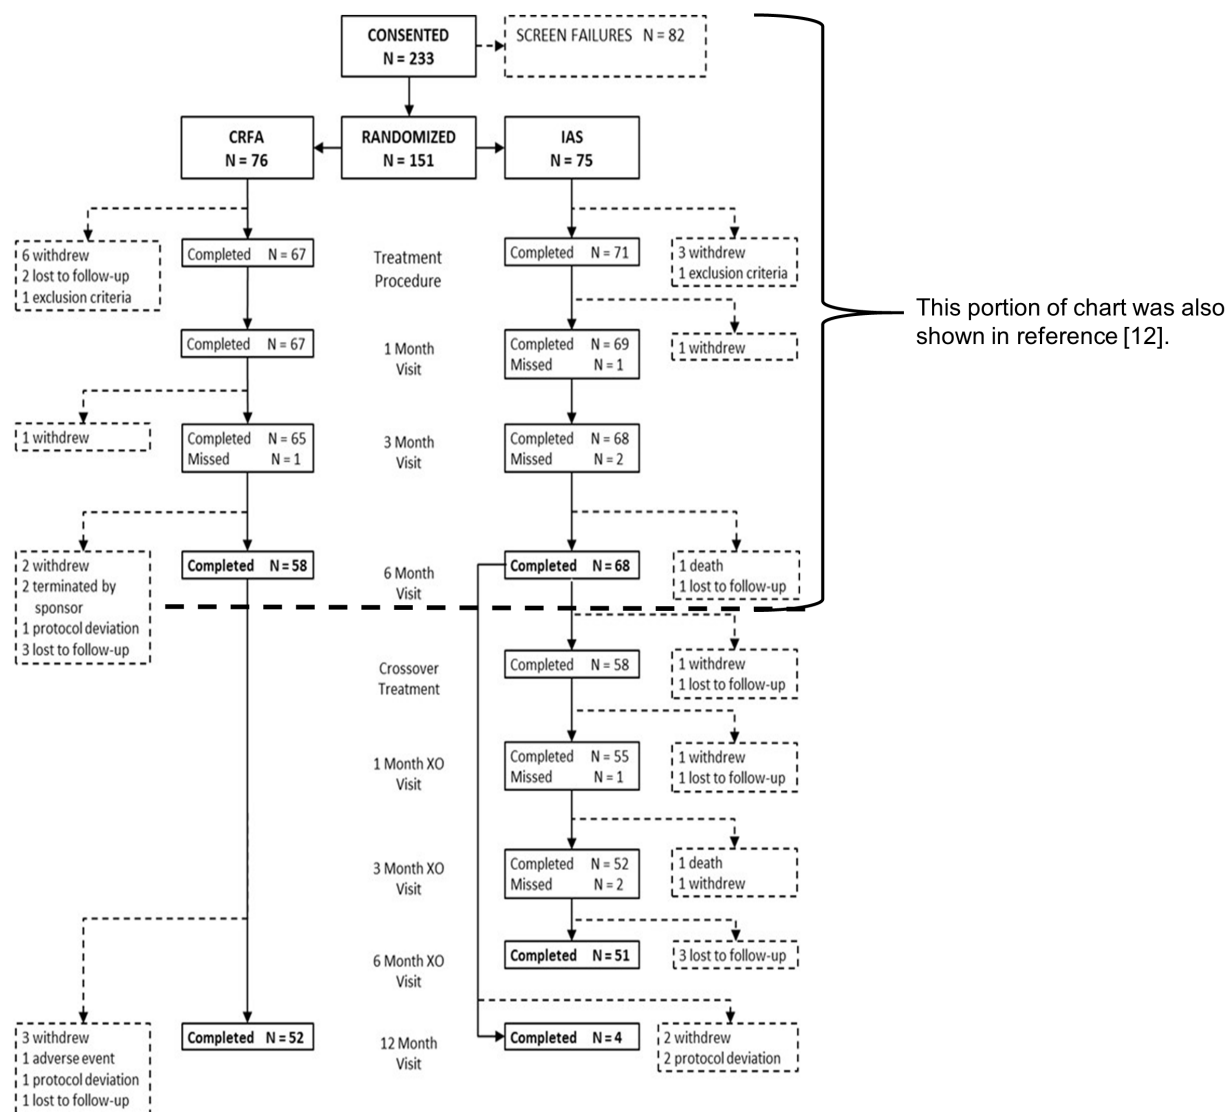 CONSENTED
N = 233
SCREEN FAILURES N = 82
CRFA
N = 76
RANDOMIZED
N = 151
IAS
N = 75
6 withdrew
2 lost to follow-up
1 exclusion criteria
Completed N = 67
Treatment
Procedure
Completed N = 71
3 withdrew
1 exclusion criteria
This portion of chart was also
shown in reference [12].
Completed N = 67
1 Month
Visit
Completed N = 69
Missed N = 1
1 withdrew
1 withdrew
Completed N = 65
Missed N = 1
3 Month
Visit
Completed N = 68
Missed N = 2
2 withdrew
2 terminated by
sponsor
1 protocol deviation
3 lost to follow-up
Completed N = 58
6 Month
Visit
Completed N = 68
1 death
1 lost to follow-up
Crossover
Treatment
Completed N = 58
1 withdrew
1 lost to follow-up
1 Month XO
Visit
Completed N = 55
Missed N = 1
1 withdrew
1 lost to follow-up
3 Month XO
Visit
Completed N = 52
Missed N = 2
1 death
1 withdrew
6 Month XO
Visit
Completed N = 51
3 lost to follow-up
3 withdrew
1 adverse event
1 protocol deviation
1 lost to follow-up
Completed N = 52
12 Month
Visit
Completed N = 4
2 withdrew
2 protocol deviation